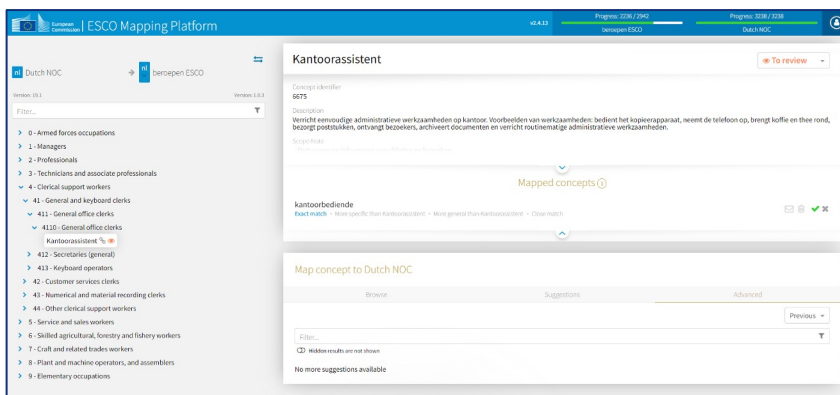 European
Commission
ESCO Mapping Platform
v2.4.13
Progress: 2236 / 2942
beroepen ESCO
Progress: 3238 / 3238
Dutch NOC
nl Dutch NOC
nl beroepen ESCO
Filter...
0 - Armed forces occupations
1 - Managers
2 - Professionals
3 - Technicians and associate professionals
4 - Clerical support workers
41 - General and keyboard clerks
411 - General office clerks
4110 - General office clerks
Kantoorassistent
412 - Secretaries (general)
413 - Keyboard operators
42 - Customer services clerks
43 - Numerical and material recording clerks
44 - Other clerical support workers
5 - Service and sales workers
6 - Skilled agricultural, forestry and fishery workers
7 - Craft and related trades workers
8 - Plant and machine operators, and assemblers
9 - Elementary occupations
Kantoorassistent
To review
Concept identifier
6675
Description
Verricht eenvoudige administratieve werkzaamheden op kantoor. Voorbeelden van werkzaamheden: bedient het kopieerapparaat, neemt de telefoon op, brengt koffie en thee rond,
bezorgt poststukken, ontvangt bezoekers, archiveert documenten en verricht routinematige administratieve werkzaamheden.
Scope Note
Mapped concepts
kantoorbediende
Exact match • More specific than Kantoorassistent • More general than Kantoorassistent • Close match
Map concept to Dutch NOC
Browse
Suggestions
Advanced
Previous
Filter...
Hidden results are not shown
No more suggestions available